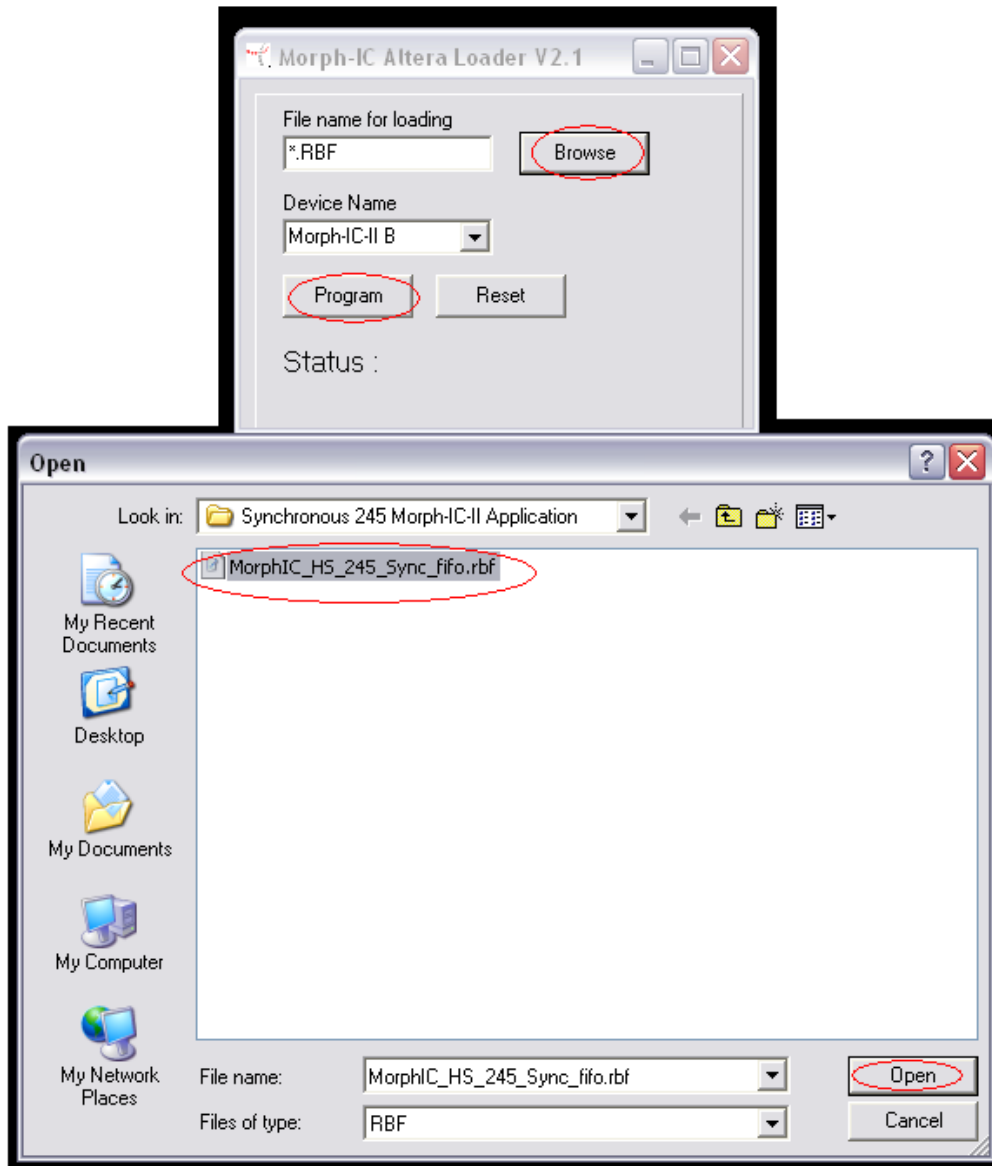 Morph-IC Altera Loader V2.1
File name for loading
*.RBF
Browse
Device Name
Morph-IC-II B
Program
Reset
Status :
Open
Look in:
Synchronous 245 Morph-IC-II Application
MorphIC_HS_245_Sync_fifo.rbf
My Recent
Documents
Desktop
My Documents
My Computer
My Network
Places
File name:
MorphIC_HS_245_Sync_fifo.rbf
Open
Files of type:
RBF
Cancel